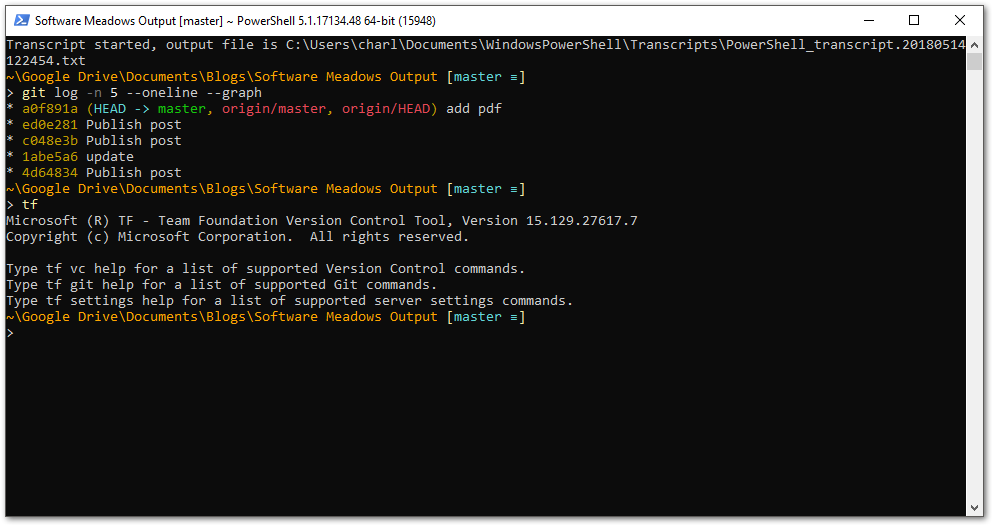 Software Meadows Output [master] ~ PowerShell 5.1.17134.48 64-bit (15948)
Transcript started, output file is C:\Users\charl\Documents\WindowsPowerShell\Transcripts\PowerShell_transcript.20180514
122454.txt
~\Google Drive\Documents\Blogs\Software Meadows Output [master ≡]
> git log -n 5 --oneline --graph
* a0f891a (HEAD -> master, origin/master, origin/HEAD) add pdf
* ed0e281 Publish post
* c048e3b Publish post
* 1abe5a6 update
* 4d64834 Publish post
~\Google Drive\Documents\Blogs\Software Meadows Output [master ≡]
> tf
Microsoft (R) TF - Team Foundation Version Control Tool, Version 15.129.27617.7
Copyright (c) Microsoft Corporation.  All rights reserved.

Type tf vc help for a list of supported Version Control commands.
Type tf git help for a list of supported Git commands.
Type tf settings help for a list of supported server settings commands.
~\Google Drive\Documents\Blogs\Software Meadows Output [master ≡]
>